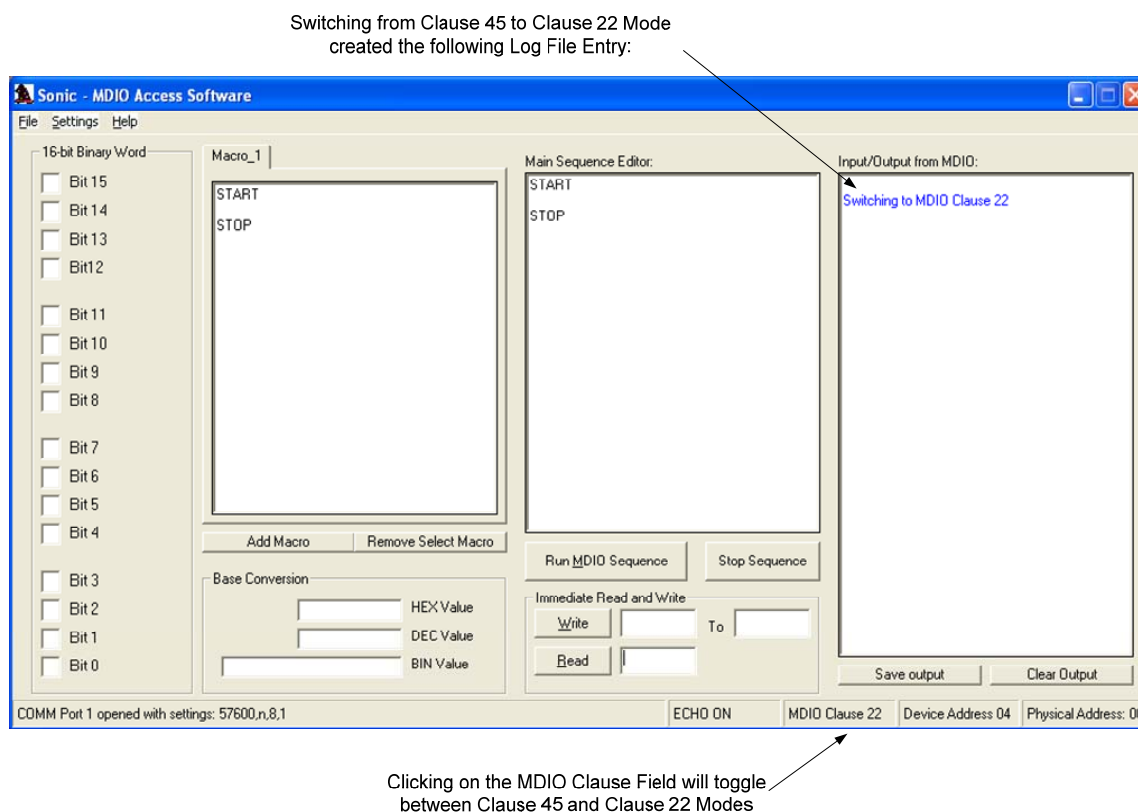 Switching from Clause 45 to Clause 22 Mode
created the following Log File Entry:
Sonic - MDIO Access Software
File Settings Help
16-bit Binary Word
Bit 15
Bit 14
Bit 13
Bit12
Bit 11
Bit 10
Bit 9
Bit 8
Bit 7
Bit 6
Bit 5
Bit 4
Bit 3
Bit 2
Bit 1
Bit 0
Macro_1
START
STOP
Add Macro
Remove Select Macro
Base Conversion
HEX Value
DEC Value
BIN Value
Main Sequence Editor:
START
STOP
Run MDIO Sequence
Stop Sequence
Immediate Read and Write
Write
To
Read
Input/Output from MDIO:
Switching to MDIO Clause 22
Save output
Clear Output
COMM Port 1 opened with settings: 57600,n,8,1
ECHO ON
MDIO Clause 22
Device Address 04
Physical Address:
Clicking on the MDIO Clause Field will toggle
between Clause 45 and Clause 22 Modes